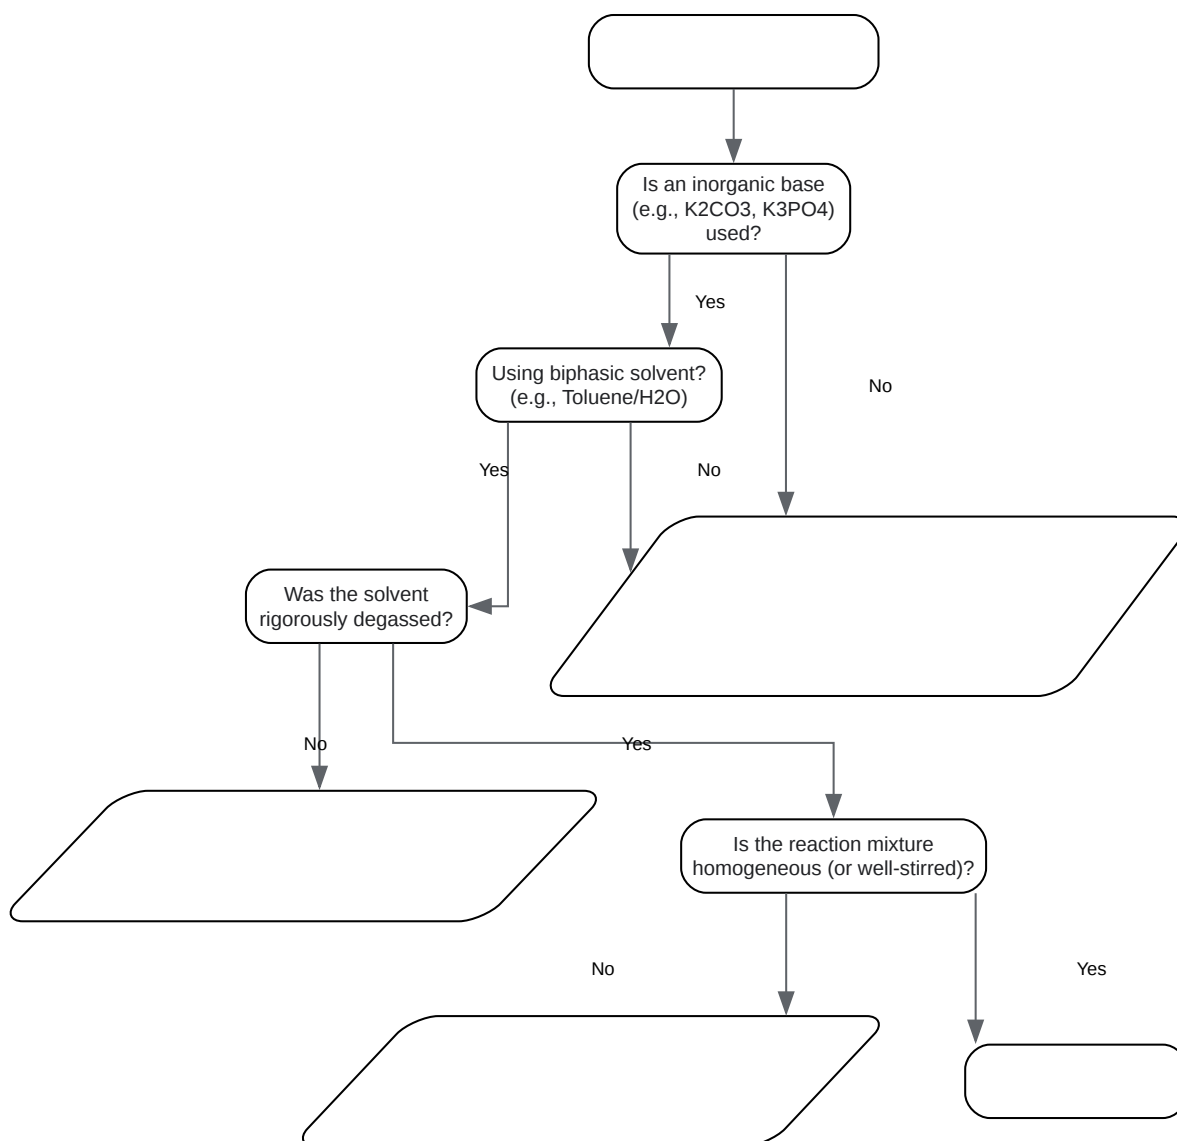 Is an inorganic base
(e.g., K2CO3, K3PO4)
used?
Yes
Using biphasic solvent?
(e.g., Toluene/H2O)
No
Yes
No
Was the solvent
rigorously degassed?
No
Yes
Is the reaction mixture
homogeneous (or well-stirred)?
No
Yes